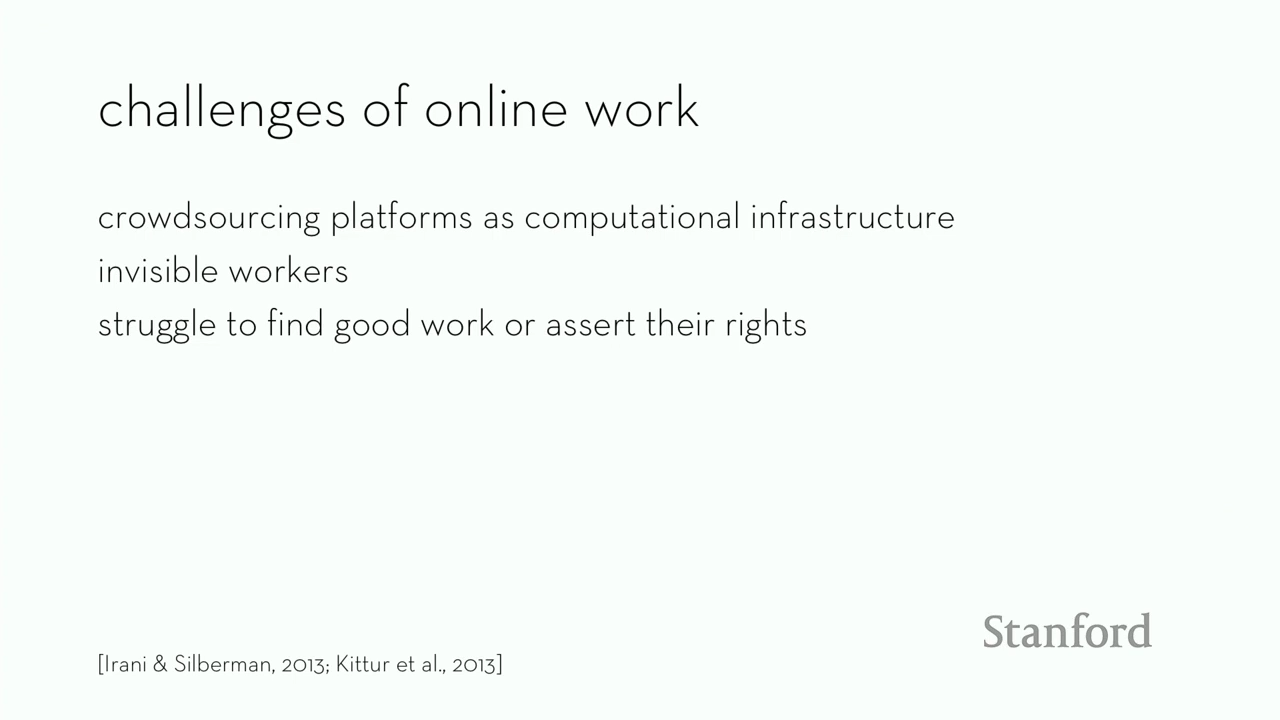 challenges of online work
crowdsourcing platforms as computational infrastructure
invisible workers
struggle to find good work or assert their rights
Stanford
[Irani & Silberman, 2013; Kittur et al., 2013]